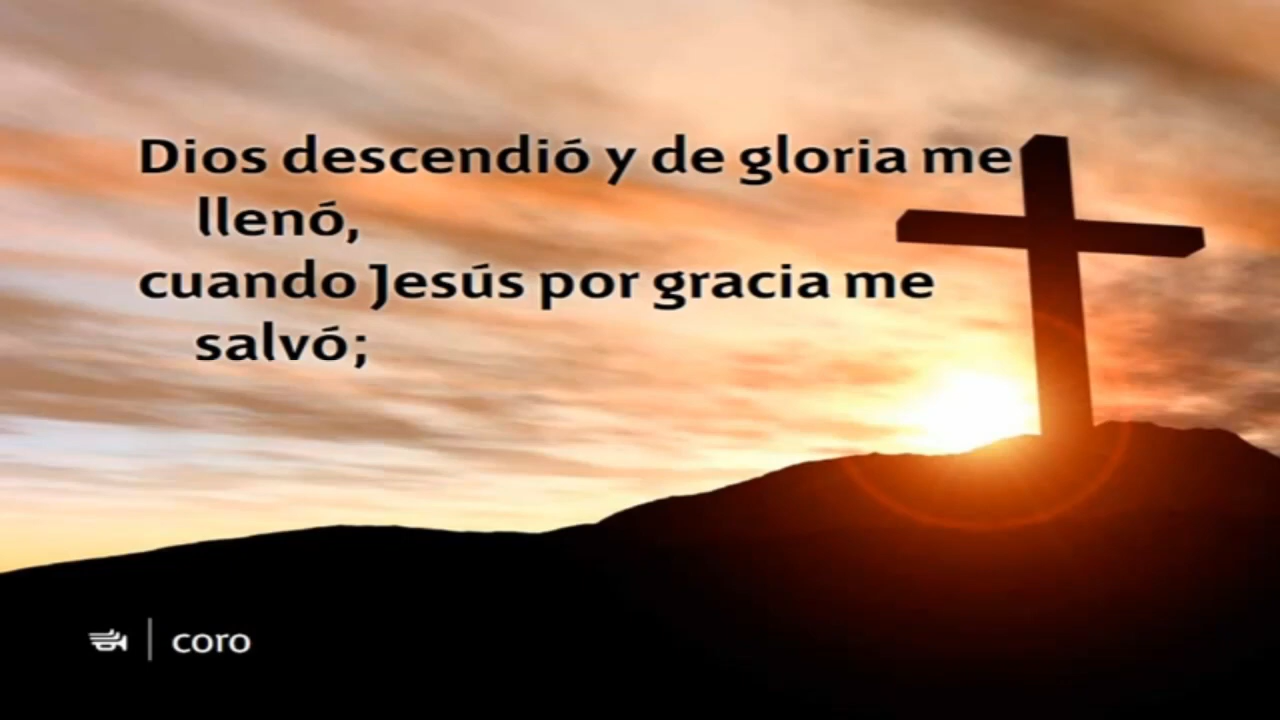 Dios descendió y de gloria me
llenó,
cuando Jesús por gracia me
salvó;
coro